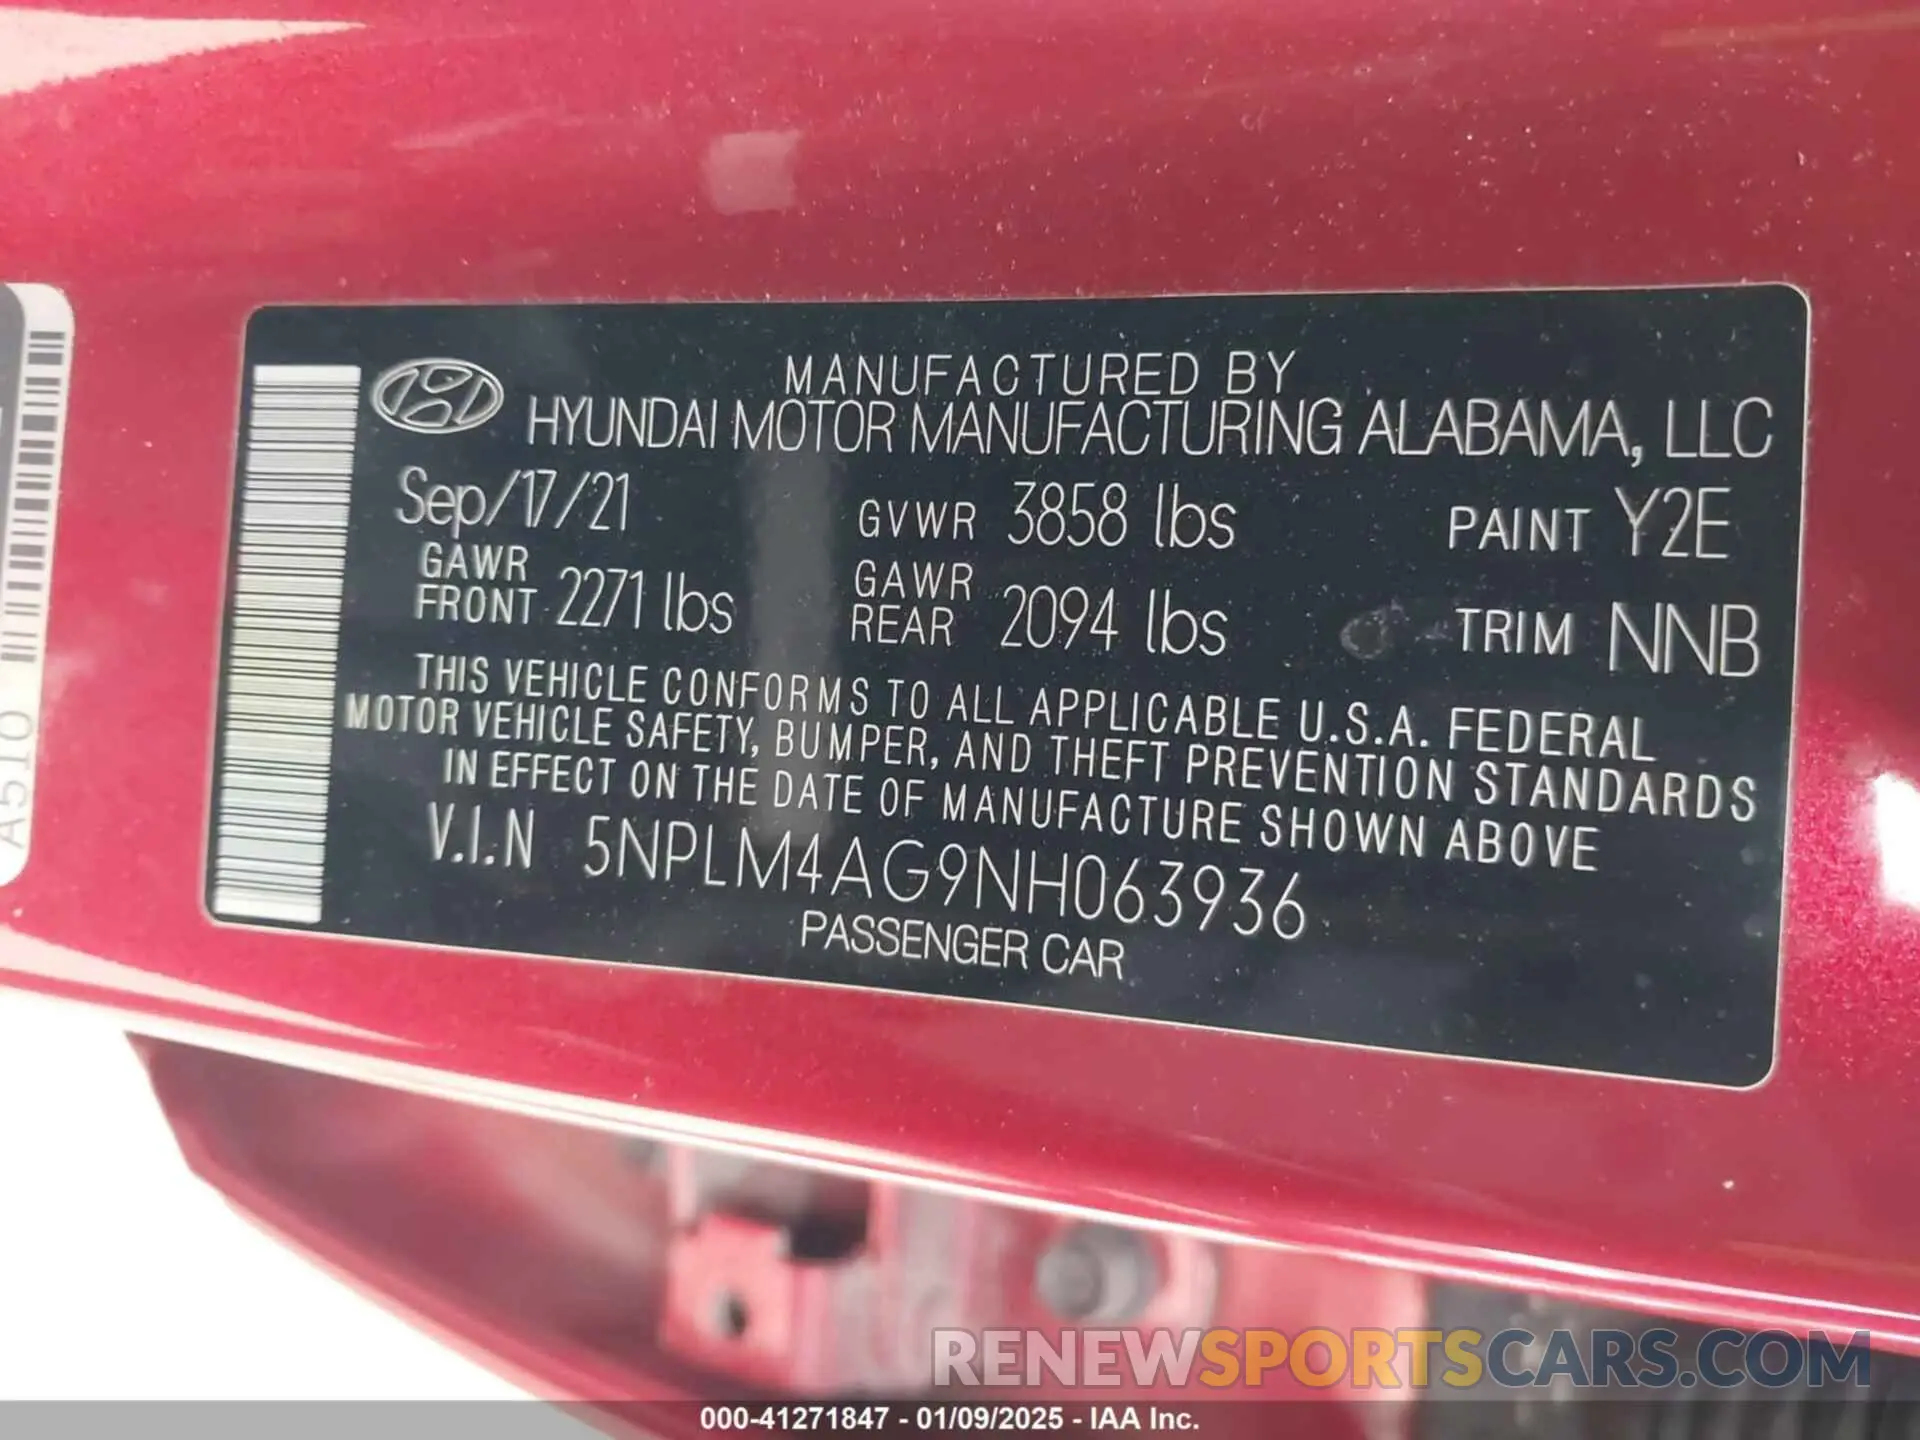 MANUFACTURED BY
HYUNDAI MOTOR MANUFACTURING ALABAMA, LLC
Sep/17/21 GVWR 3858 lbs PAINT Y2E
GAWR FRONT 2271 lbs GAWR REAR 2094 lbs TRIM NNB
THIS VEHICLE CONFORMS TO ALL APPLICABLE U.S.A. FEDERAL
MOTOR VEHICLE SAFETY, BUMPER, AND THEFT PREVENTION STANDARDS
IN EFFECT ON THE DATE OF MANUFACTURE SHOWN ABOVE
V.I.N 5NPLM4AG9NH063936
PASSENGER CAR
A510
RENEWSPORTSCARS.COM
000-41271847 - 01/09/2025 - IAA Inc.